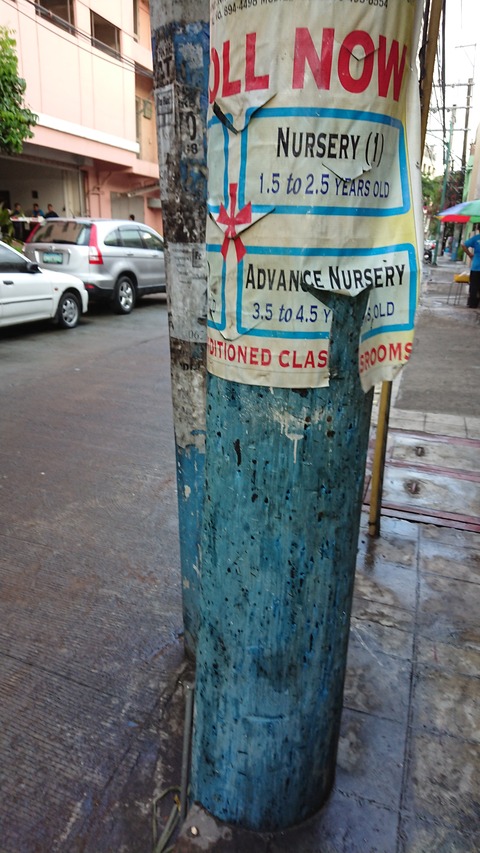 OLL NOW
NURSERY (1)
1.5 to 2.5 YEARS OLD
ADVANCE NURSERY
3.5 to 4.5 Y S OLD
DITIONED CLAS SROOMS